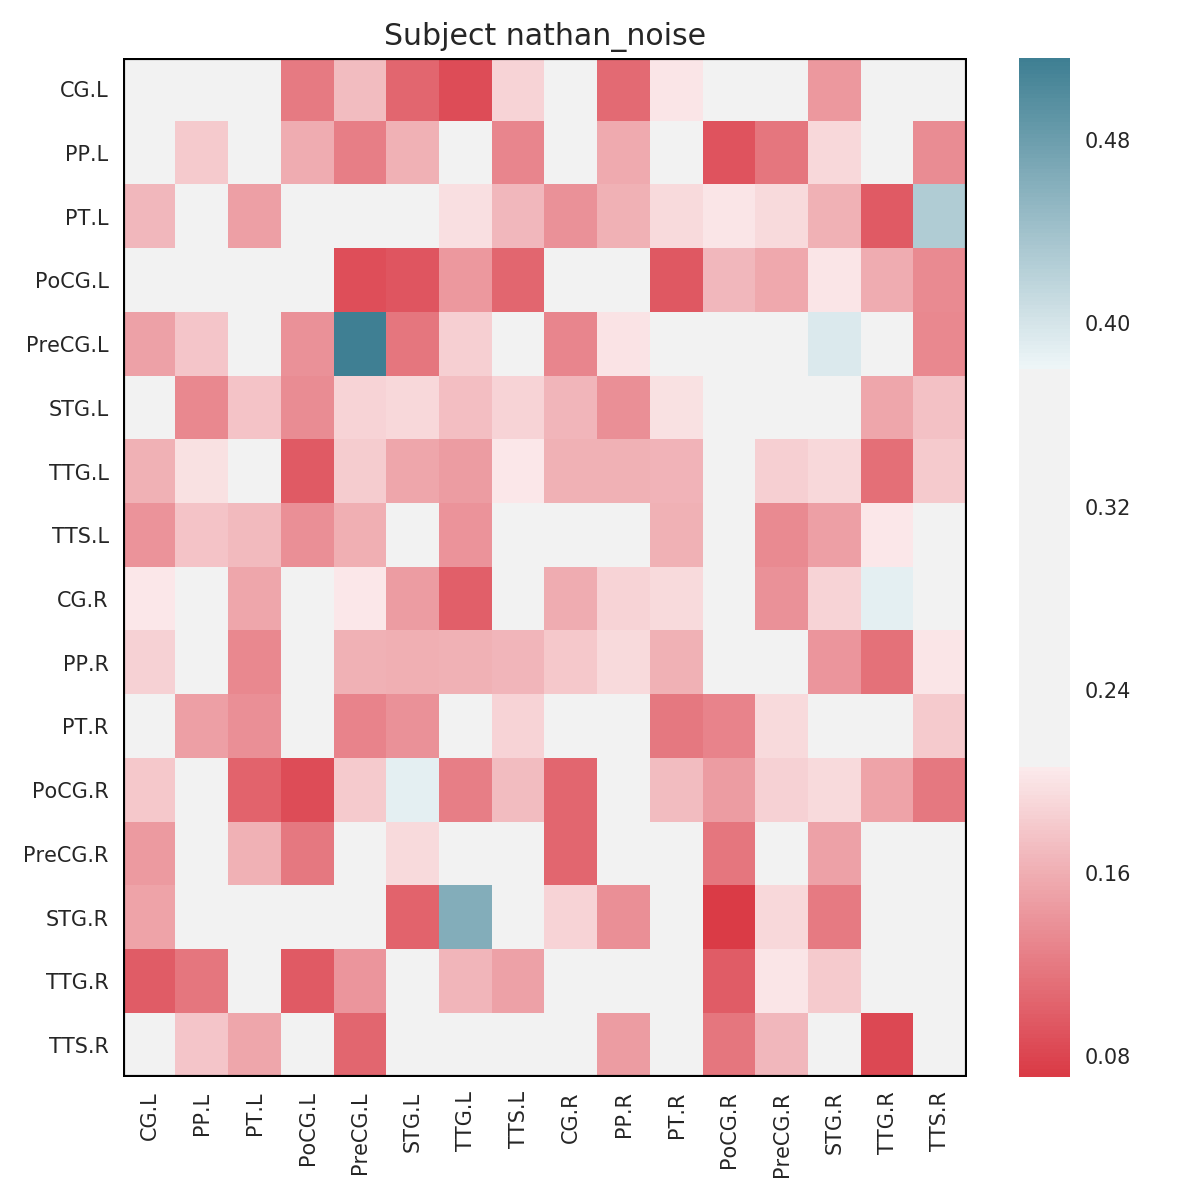 Subject nathan_noise
CG.L
PP.L
PT.L
PoCG.L
PreCG.L
STG.L
TTG.L
TTS.L
CG.R
PP.R
PT.R
PoCG.R
PreCG.R
STG.R
TTG.R
TTS.R
CG.L
PP.L
PT.L
PoCG.L
PreCG.L
STG.L
TTG.L
TTS.L
CG.R
PP.R
PT.R
PoCG.R
PreCG.R
STG.R
TTG.R
TTS.R
0.48
0.40
0.32
0.24
0.16
0.08